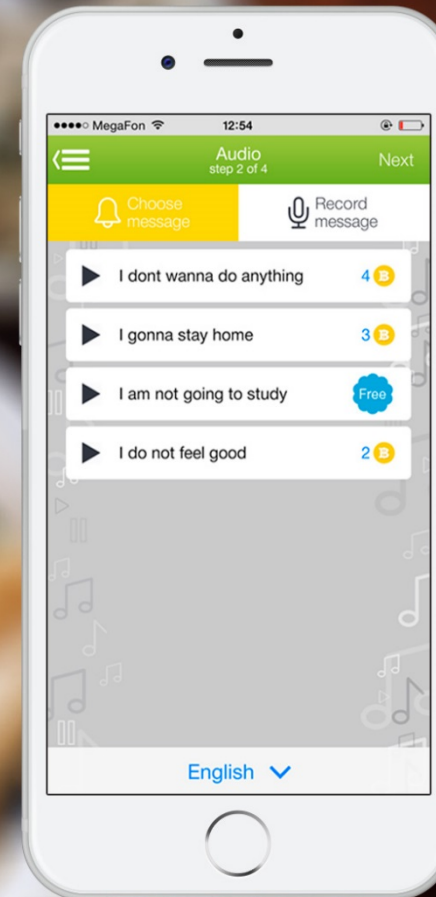 MegaFon 12:54
Audio
step 2 of 4
Next
Choose
message
Record
message
I dont wanna do anything 4 B
I gonna stay home 3 B
I am not going to study Free
I do not feel good 2 B
English